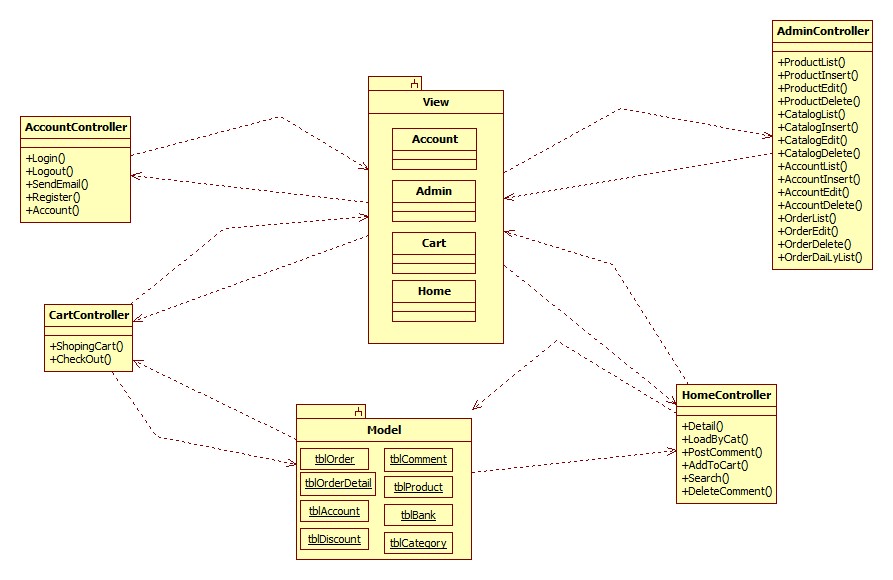 AdminController
+ProductList()
+ProductInsert()
+ProductEdit()
+ProductDelete()
+CatalogList()
+CatalogInsert()
+CatalogEdit()
+CatalogDelete()
+AccountList()
+AccountInsert()
+AccountEdit()
+AccountDelete()
+OrderList()
+OrderEdit()
+OrderDelete()
+OrderDaiLyList()
View
Account
Admin
Cart
Home
AccountController
+Login()
+Logout()
+SendEmail()
+Register()
+Account()
CartController
+ShopingCart()
+CheckOut()
HomeController
+Detail()
+LoadByCat()
+PostComment()
+AddToCart()
+Search()
+DeleteComment()
Model
tblOrder
tblComment
tblOrderDetail
tblProduct
tblAccount
tblBank
tblDiscount
tblCategory